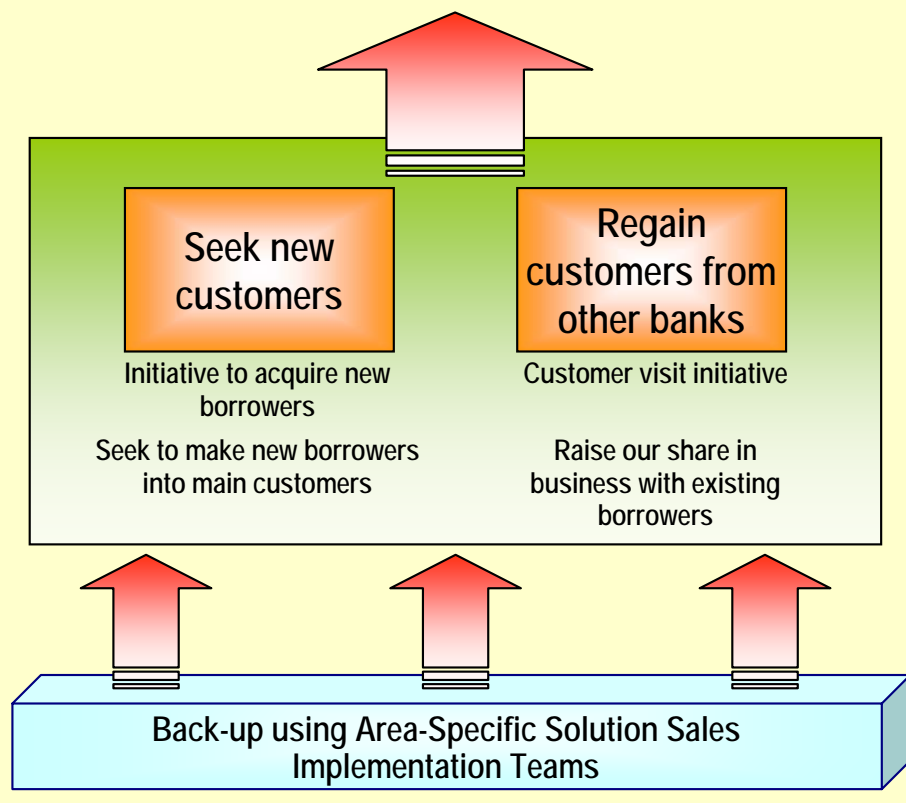 Seek new
customers
Initiative to acquire new
borrowers
Seek to make new borrowers
into main customers
Regain
customers from
other banks
Customer visit initiative
Raise our share in
business with existing
borrowers
Back-up using Area-Specific Solution Sales
Implementation Teams